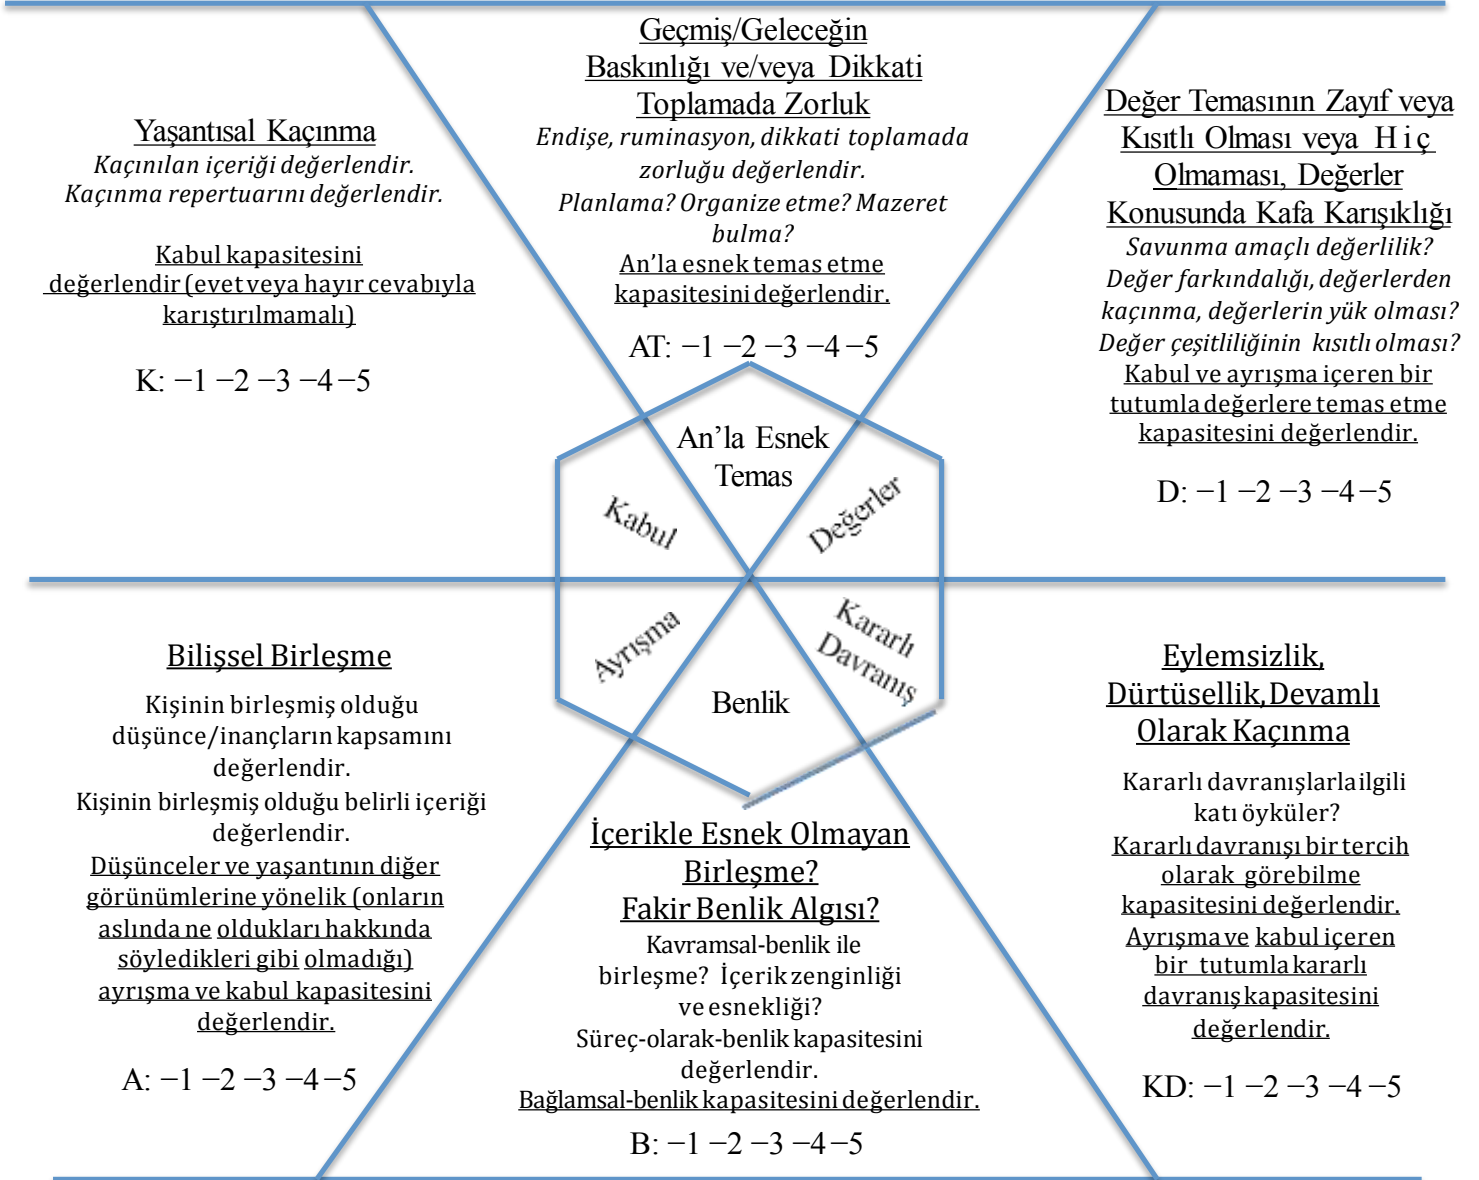 Yaşantısal Kaçınma
Kaçınılan içeriği değerlendir.
Kaçınma repertuarını değerlendir.
Kabul kapasitesini
değerlendir (evet veya hayır cevabıyla
karıştırılmamalı)
K: −1 −2 −3 −4 −5
Geçmiş/Geleceğin
Baskınlığı ve/veya Dikkati
Toplamada Zorluk
Endişe, ruminasyon, dikkati toplamada
zorluğu değerlendir.
Planlama? Organize etme? Mazeret
bulma?
An’la esnek temas etme
kapasitesini değerlendir.
AT: −1 −2 −3 −4 −5
Değer Temasının Zayıf veya
Kısıtlı Olması veya Hiç
Olmaması, Değerler
Konusunda Kafa Karışıklığı
Savunma amaçlı değerlilik?
Değer farkındalığı, değerlerden
kaçınma, değerlerin yük olması?
Değer çeşitliliğinin kısıtlı olması?
Kabul ve ayrışma içeren bir
tutumla değerlere temas etme
kapasitesini değerlendir.
D: −1 −2 −3 −4 −5
An’la Esnek
Temas
Kabul
Değerler
Ayrışma
Benlik
Kararlı
Davranış
Bilişsel Birleşme
Kişinin birleşmiş olduğu
düşünce/inançların kapsamını
değerlendir.
Kişinin birleşmiş olduğu belirli içeriği
değerlendir.
Düşünceler ve yaşantının diğer
görünümlerine yönelik (onların
aslında ne oldukları hakkında
söyledikleri gibi olmadığı)
ayrışma ve kabul kapasitesini
değerlendir.
A: −1 −2 −3 −4 −5
İçerikle Esnek Olmayan
Birleşme?
Fakir Benlik Algısı?
Kavramsal-benlik ile
birleşme? İçerik zenginliği
ve esnekliği?
Süreç-olarak-benlik kapasitesini
değerlendir.
Bağlamsal-benlik kapasitesini değerlendir.
B: −1 −2 −3 −4 −5
Eylemsizlik,
Dürtüsellik, Devamlı
Olarak Kaçınma
Kararlı davranışlarla ilgili
katı öyküler?
Kararlı davranışı bir tercih
olarak görebilme
kapasitesini değerlendir.
Ayrışma ve kabul içeren
bir tutumla kararlı
davranış kapasitesini
değerlendir.
KD: −1 −2 −3 −4 −5